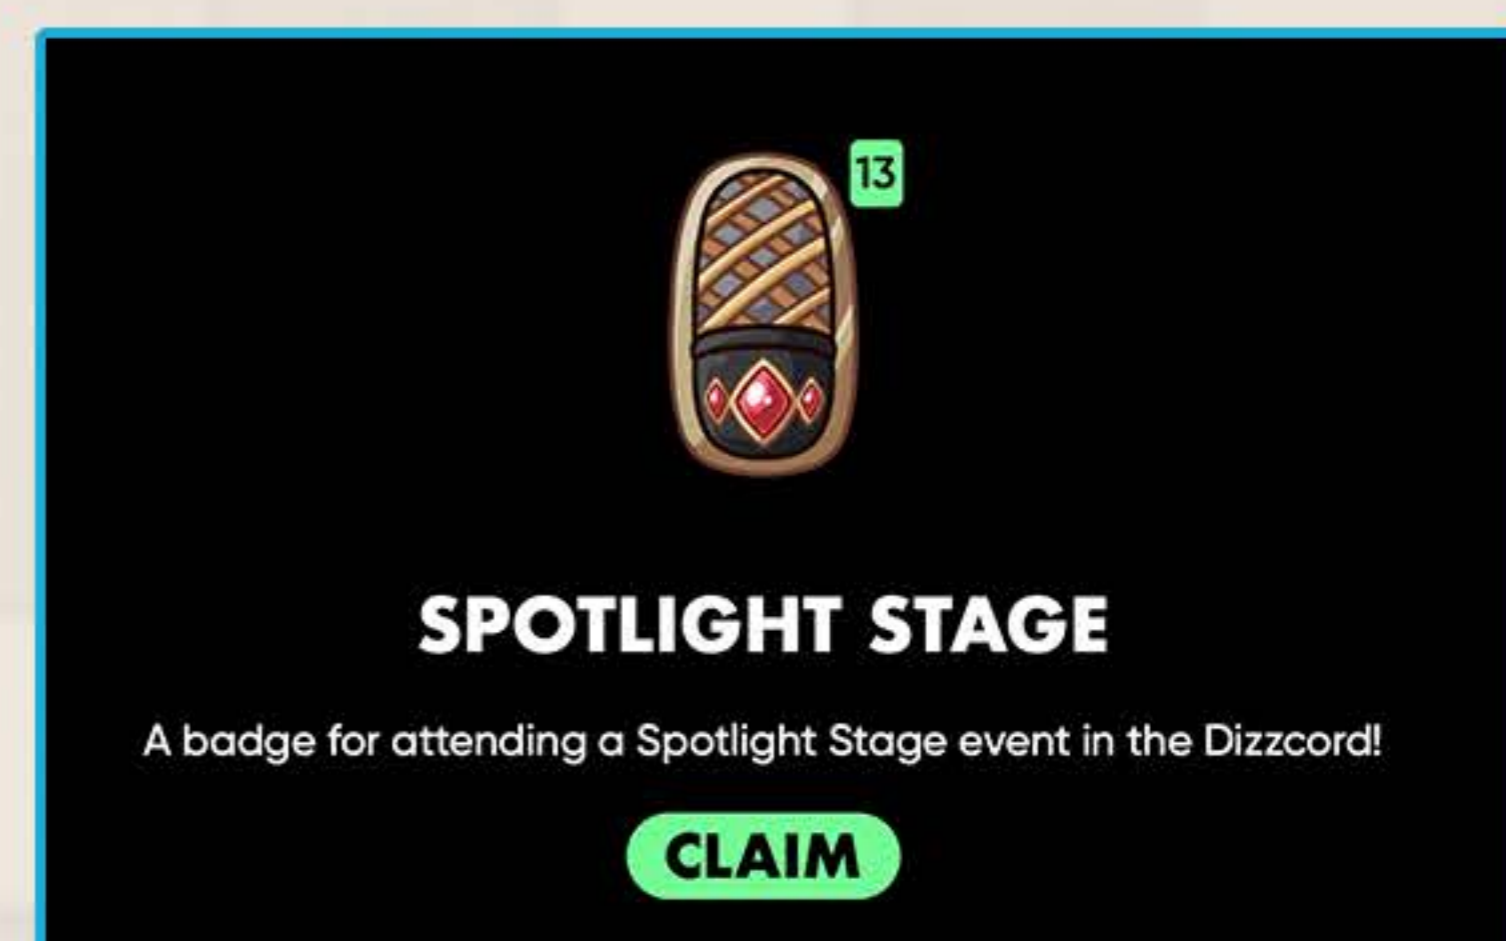 13
SPOTLIGHT STAGE
A badge for attending a Spotlight Stage event in the Dizzcord!
CLAIM